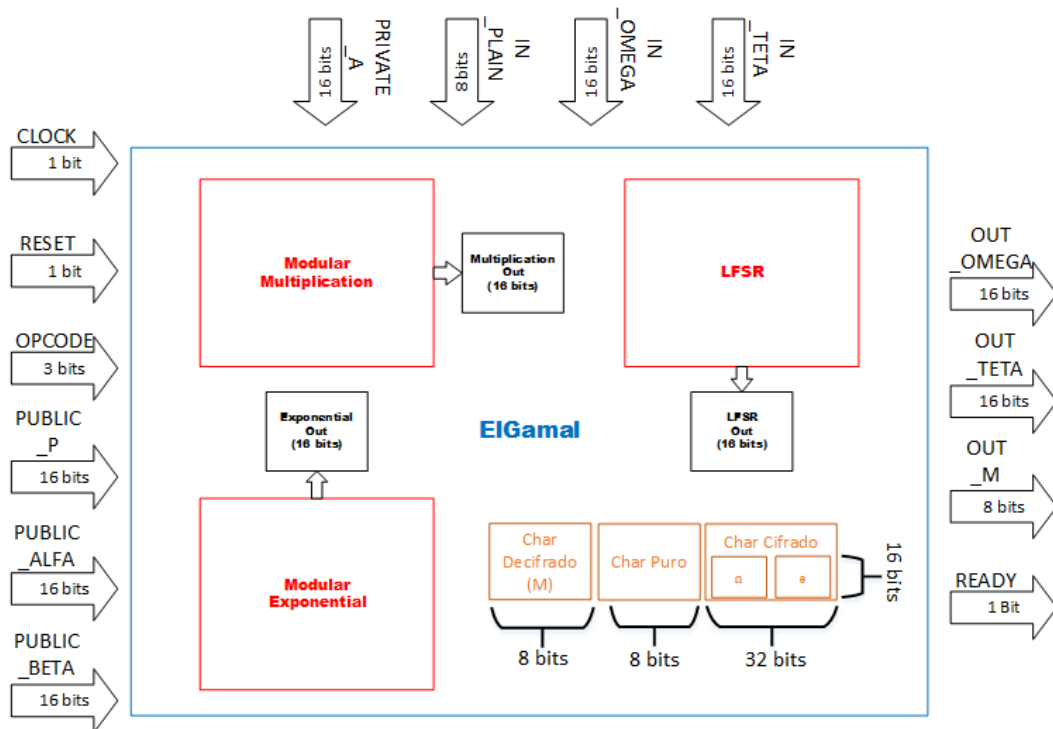 PRIVATE
_A
16 bits
IN
_PLAIN
8 bits
IN
_OMEGA
16 bits
IN
_TETA
16 bits
CLOCK
1 bit
RESET
1 bit
OPCODE
3 bits
PUBLIC
_P
16 bits
PUBLIC
_ALFA
16 bits
PUBLIC
_BETA
16 bits
Modular
Multiplication
Multiplication
Out
(16 bits)
LFSR
Exponential
Out
(16 bits)
ElGamal
LFSR
Out
(16 bits)
Modular
Exponential
Char
Decifrado
(M)
Char Puro
Char Cifrado
Ω
θ
16 bits
8 bits
8 bits
32 bits
OUT
_OMEGA
16 bits
OUT
_TETA
16 bits
OUT
_M
8 bits
READY
1 Bit